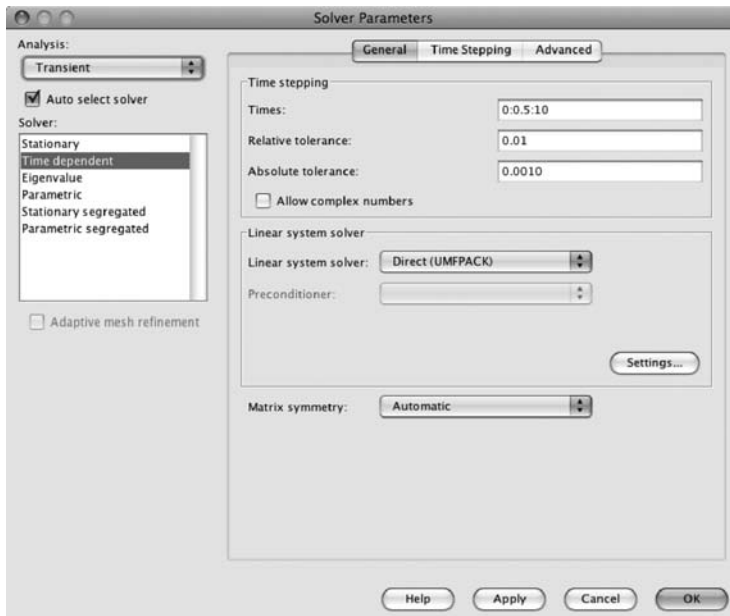 Solver Parameters
Analysis:
Transient
Auto select solver
Solver:
Stationary
Time dependent
Eigenvalue
Parametric
Stationary segregated
Parametric segregated
Adaptive mesh refinement
General Time Stepping Advanced
Time stepping
Times: 0:0.5:10
Relative tolerance: 0.01
Absolute tolerance: 0.0010
Allow complex numbers
Linear system solver
Linear system solver: Direct (UMFPACK)
Preconditioner:
Settings...
Matrix symmetry: Automatic
Help Apply Cancel OK